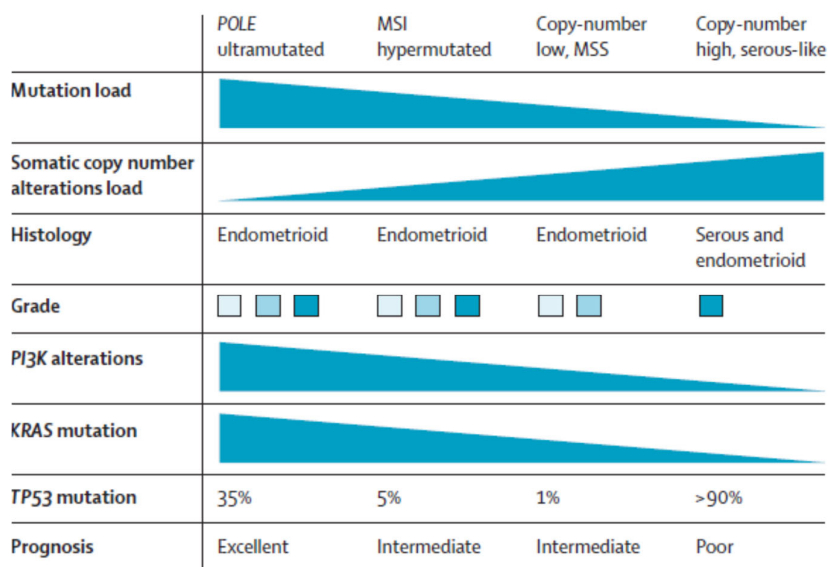 POLE ultramutated
MSI hypermutated
Copy-number low, MSS
Copy-number high, serous-like
Mutation load
Somatic copy number alterations load
Histology
Endometrioid
Endometrioid
Endometrioid
Serous and endometrioid
Grade
PI3K alterations
KRAS mutation
TP53 mutation
35%
5%
1%
>90%
Prognosis
Excellent
Intermediate
Intermediate
Poor